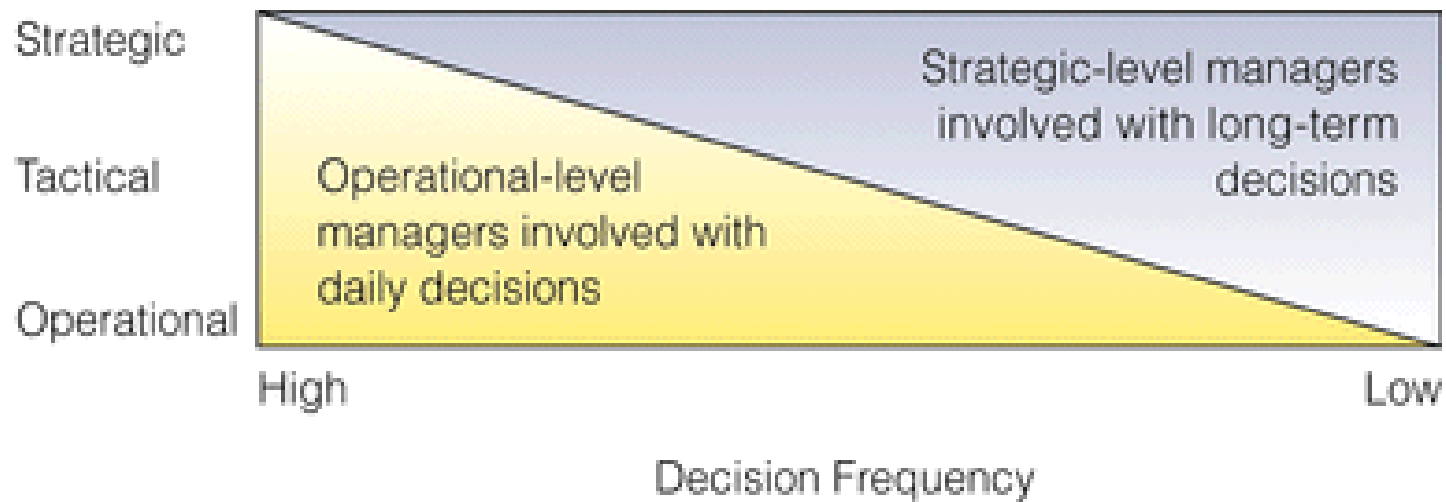 Strategic
Tactical
Operational
Operational-level
managers involved with
daily decisions
Strategic-level managers
involved with long-term
decisions
High
Low
Decision Frequency